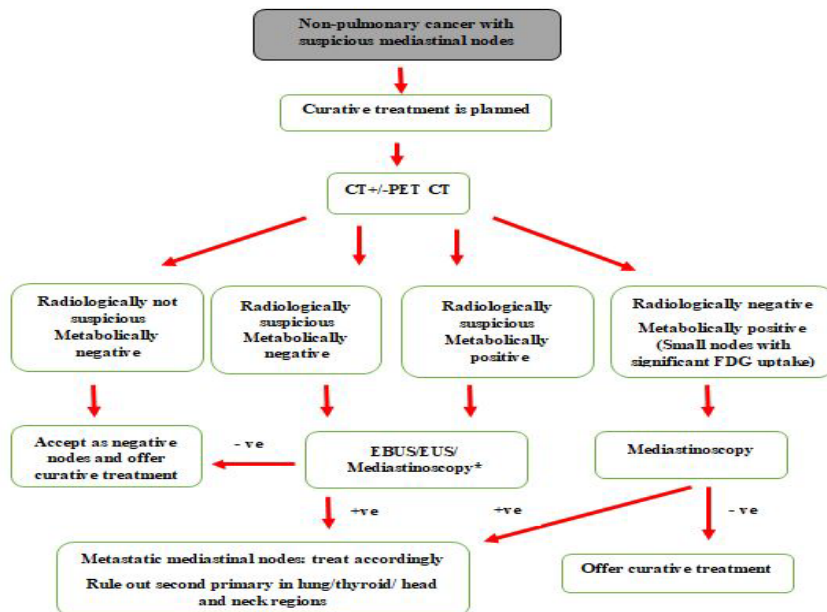 Non-pulmonary cancer with
suspicious mediastinal nodes
Curative treatment is planned
CT+/-PET CT
Radiologically not
suspicious
Metabolically
negative
Radiologically
suspicious
Metabolically
negative
Radiologically
suspicious
Metabolically
positive
Radiologically negative
Metabolically positive
(Small nodes with
significant FDG uptake)
Accept as negative
nodes and offer
curative treatment
- ve
EBUS/EUS/
Mediastinoscopy*
Mediastinoscopy
+ve
+ve
- ve
Metastatic mediastinal nodes: treat accordingly
Rule out second primary in lung/thyroid/ head
and neck regions
Offer curative treatment